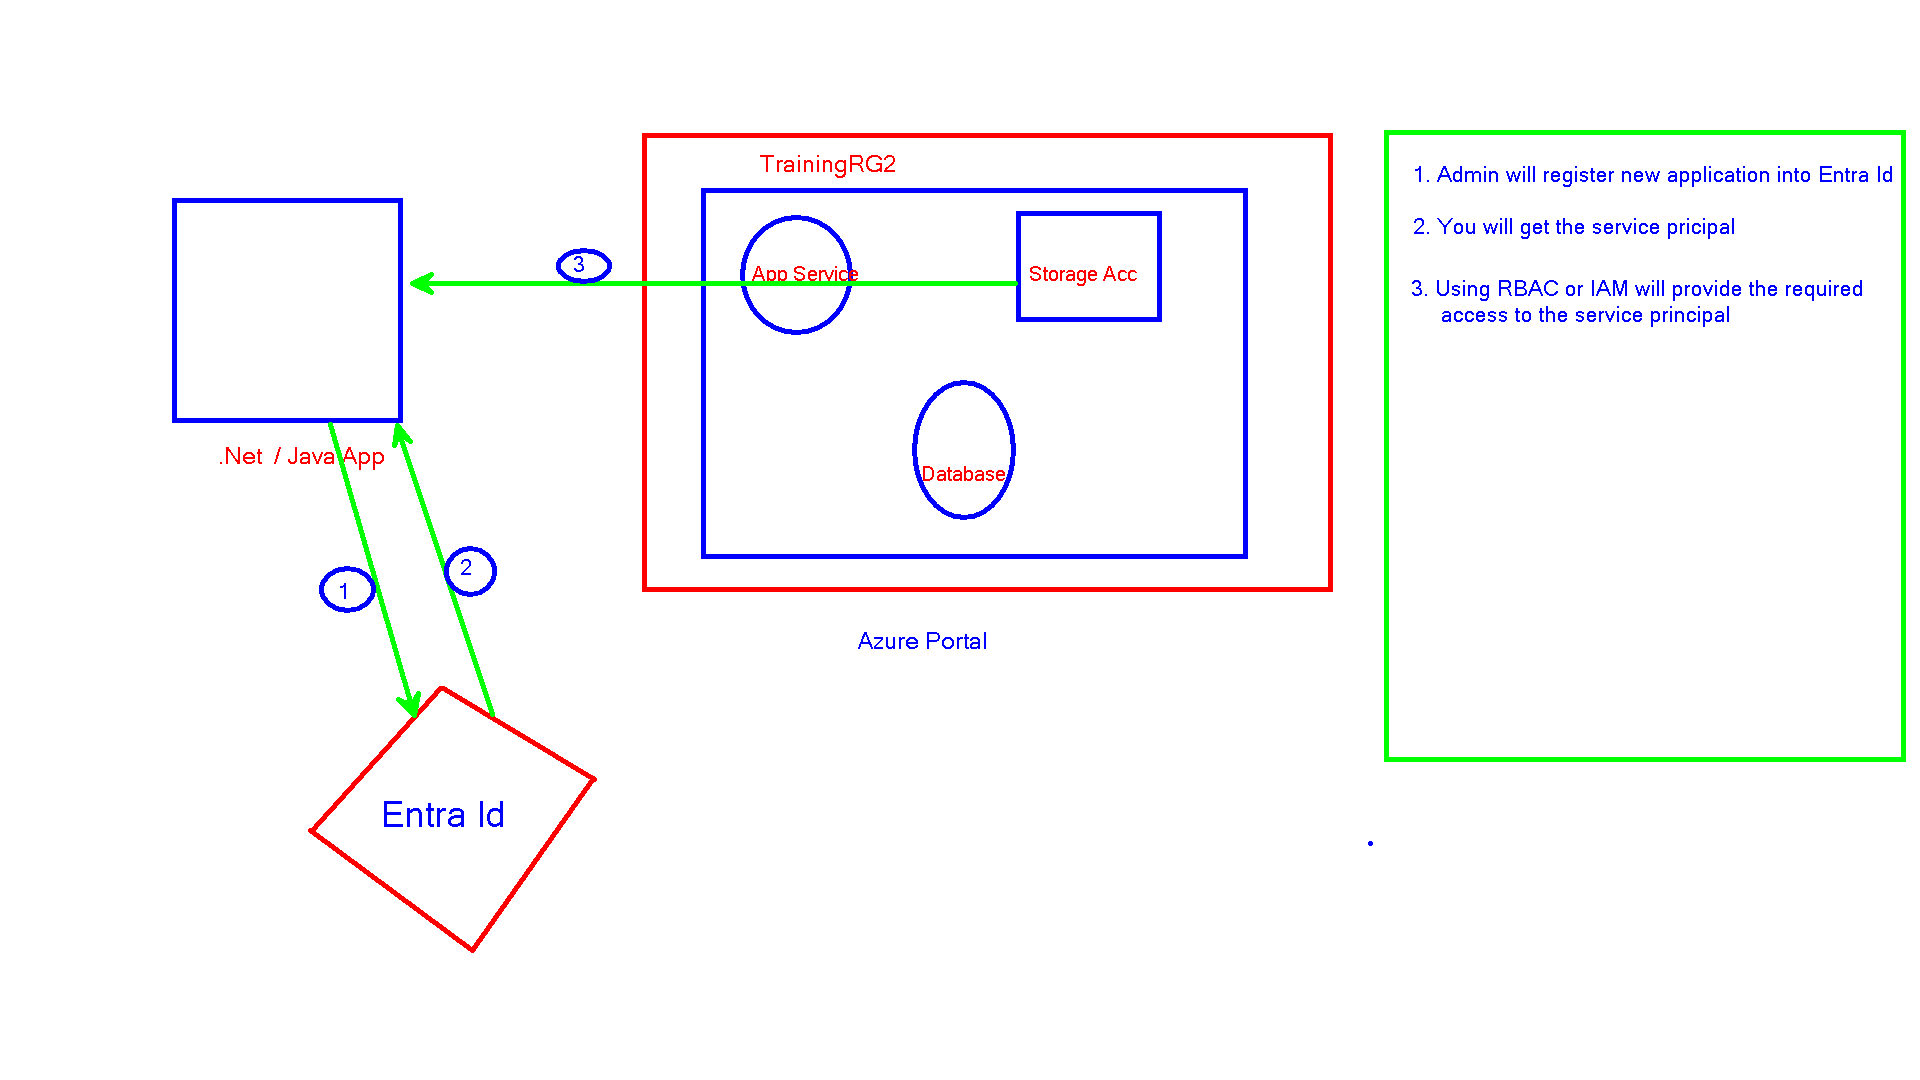 TrainingRG2
App Service
Storage Acc
3
Database
.Net / Java App
1
2
Azure Portal
Entra Id
1. Admin will register new application into Entra Id
2. You will get the service pricipal
3. Using RBAC or IAM will provide the required
access to the service principal